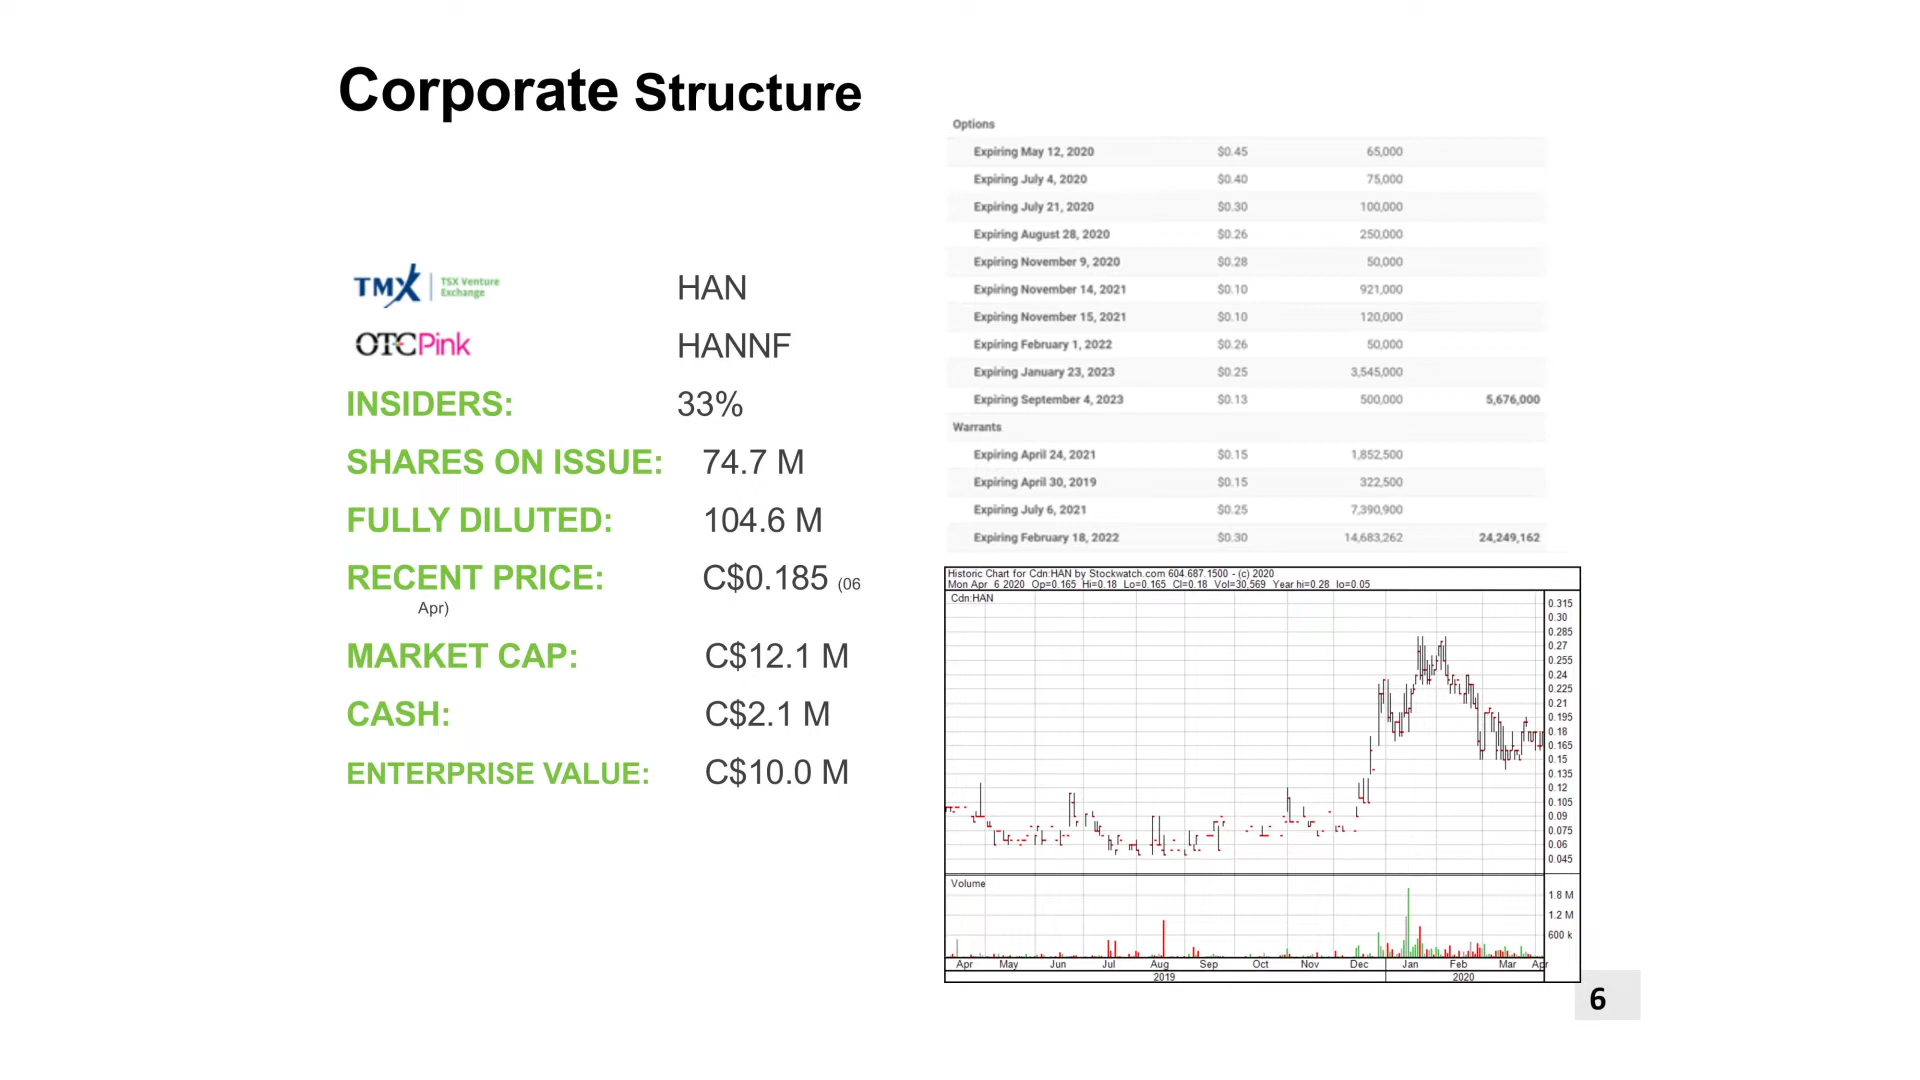 Corporate Structure
TMX TSX Venture Exchange HAN
OTCPink HANNF
INSIDERS: 33%
SHARES ON ISSUE: 74.7 M
FULLY DILUTED: 104.6 M
RECENT PRICE: C$0.185 (06
Apr)
MARKET CAP: C$12.1 M
CASH: C$2.1 M
ENTERPRISE VALUE: C$10.0 M
Options
Expiring May 12, 2020 $0.45 65,000
Expiring July 4, 2020 $0.40 75,000
Expiring July 21, 2020 $0.30 100,000
Expiring August 28, 2020 $0.26 250,000
Expiring November 9, 2020 $0.28 50,000
Expiring November 14, 2021 $0.10 921,000
Expiring November 15, 2021 $0.10 120,000
Expiring February 1, 2022 $0.26 50,000
Expiring January 23, 2023 $0.25 3,545,000
Expiring September 4, 2023 $0.13 500,000 5,676,000
Warrants
Expiring April 24, 2021 $0.15 1,852,500
Expiring April 30, 2019 $0.15 322,500
Expiring July 6, 2021 $0.25 7,390,900
Expiring February 18, 2022 $0.30 14,683,262 24,249,162
Historic Chart for Cdn:HAN by Stockwatch.com 604.687.1500 - (c) 2020
Mon Apr 6 2020 Op=0.165 Hi=0.18 Lo=0.165 Cl=0.18 Vol=30,569 Year hi=0.28 lo=0.05
Cdn:HAN
0.315
0.30
0.285
0.27
0.255
0.24
0.225
0.21
0.195
0.18
0.165
0.15
0.135
0.12
0.105
0.09
0.075
0.06
0.045
Volume
1.8 M
1.2 M
600 k
Apr May Jun Jul Aug Sep Oct Nov Dec Jan Feb Mar Apr
2019 2020
6